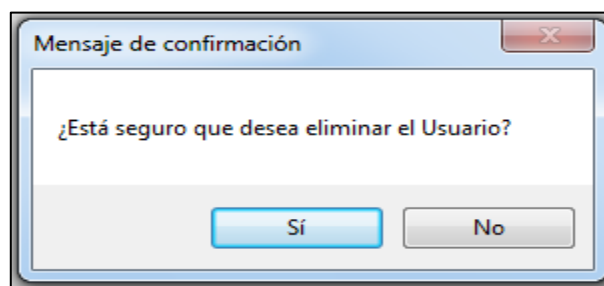 Mensaje de confirmación
¿Está seguro que desea eliminar el Usuario?
Sí
No